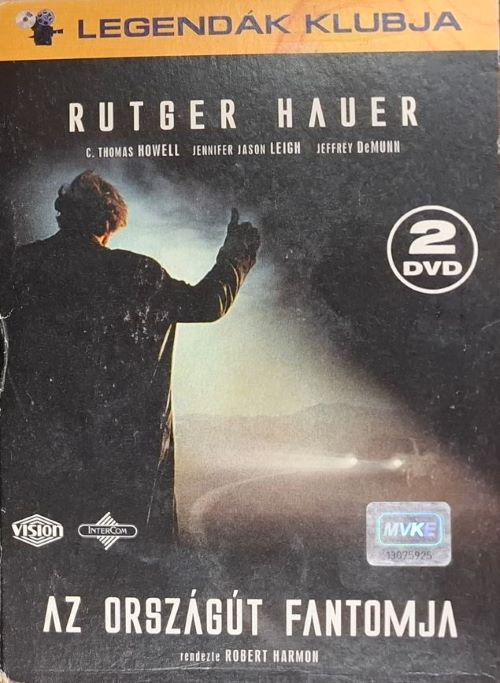 LEGENDÁK KLUBJA
RUTGER HAUER
C. THOMAS HOWELL JENNIFER JASON LEIGH JEFFREY DeMUNN
2
DVD
VISION
INTERCOM
MVKE
13075925
AZ ORSZÁGÚT FANTOMJA
rendezte ROBERT HARMON